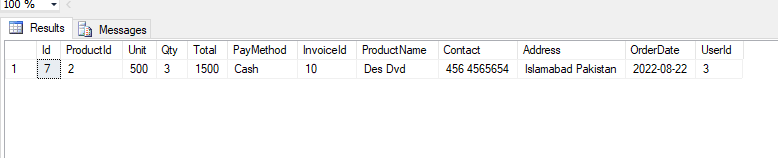 100 %
Results Messages
Id ProductId Unit Qty Total PayMethod InvoiceId ProductName Contact Address OrderDate UserId
1 7 2 500 3 1500 Cash 10 Des Dvd 456 4565654 Islamabad Pakistan 2022-08-22 3